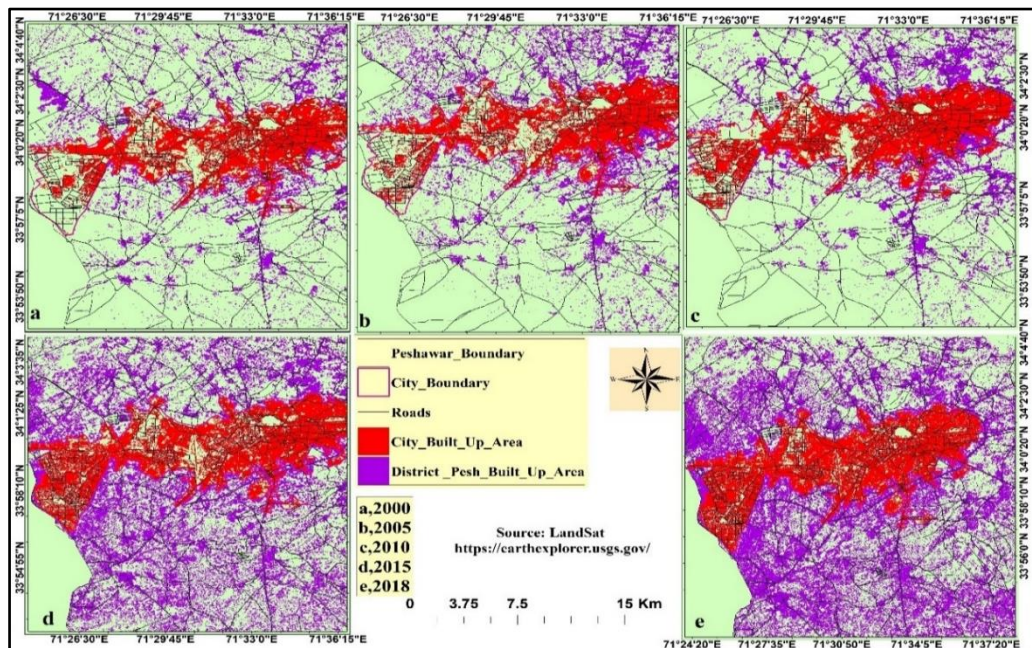 71°26'30"E 71°29'45"E 71°33'0"E 71°36'15"E
71°26'30"E 71°29'45"E 71°33'0"E 71°36'15"E
71°26'30"E 71°29'45"E 71°33'0"E 71°36'15"E
34°4'40"N
34°2'30"N
34°0'20"N
33°57'5"N
33°53'50"N
34°2'30"N
34°0'20"N
33°57'5"N
33°53'50"N
a
b
c
34°3'35"N
34°1'25"N
33°58'10"N
33°54'55"N
Peshawar_Boundary
City_Boundary
Roads
City_Built_Up_Area
District_Pesh_Built_Up_Area
N
W E
S
a,2000
b,2005
c,2010
d,2015
e,2018
Source: LandSat
https://earthexplorer.usgs.gov/
0 3.75 7.5 15 Km
34°4'40"N
34°2'30"N
34°0'20"N
33°58'10"N
33°56'0"N
d
e
71°26'30"E 71°29'45"E 71°33'0"E 71°36'15"E
71°24'20"E 71°27'35"E 71°30'50"E 71°34'5"E 71°37'20"E